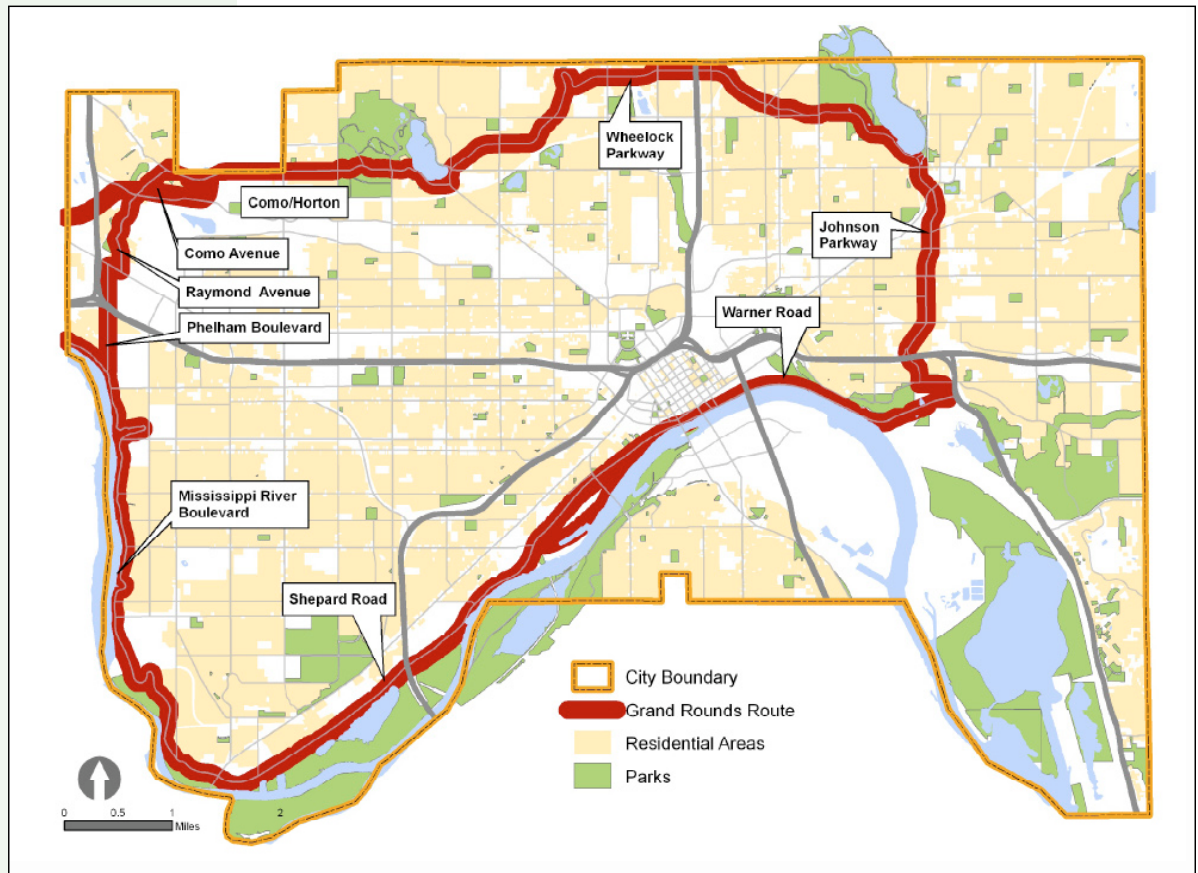 Wheelock
Parkway
Como/Horton
Johnson
Parkway
Como Avenue
Raymond  Avenue
Warner Road
Phelham Boulevard
Mississippi River
Boulevard
Shepard Road
City Boundary
Grand Rounds Route
Residential Areas
Parks
0 0.5 1 2
Miles